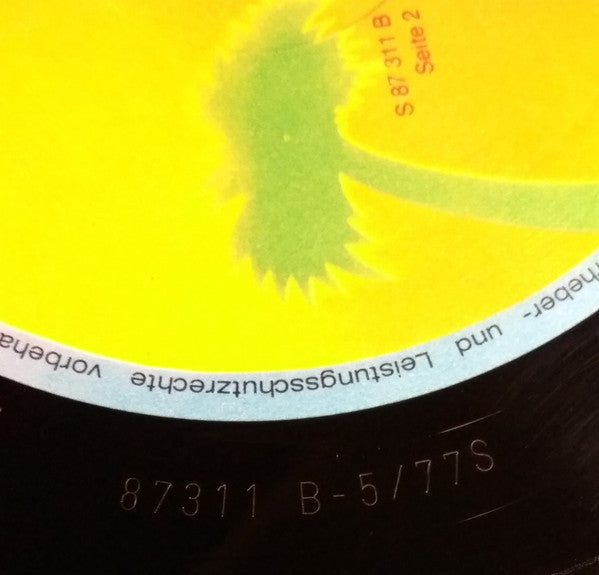 S 87 311 B
Seite 2
heber- und Leistungsschutzrechte vorbeha
87311 B-5/77S